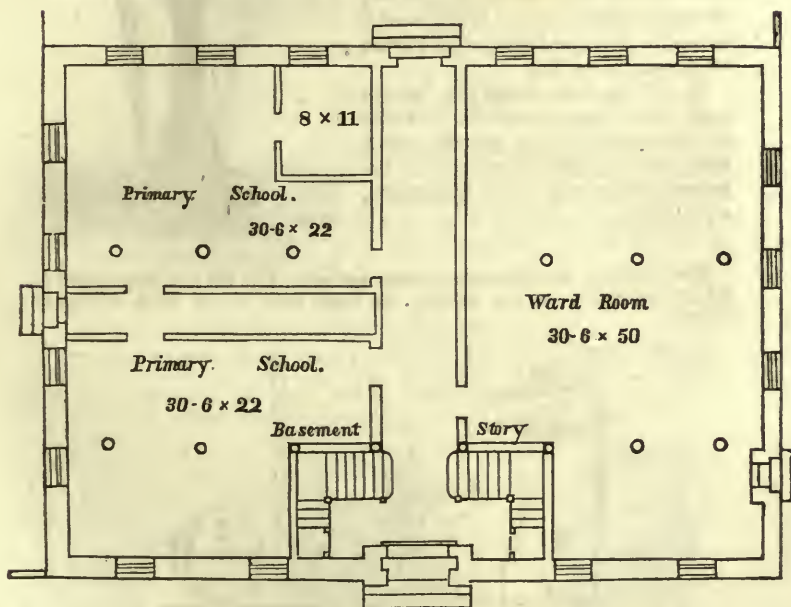 8 × 11
Primary School.
30-6 × 22
Ward Room
30-6 × 50
Primary School.
30-6 × 22
Basement Story